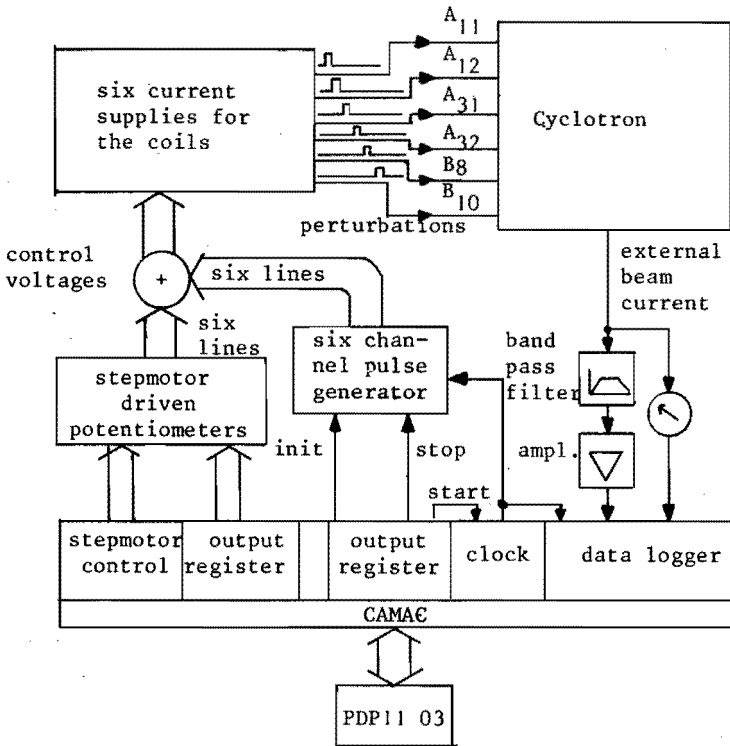 six current
supplies for
the coils
A11
A12
A31
A32
B8
B10
perturbations
Cyclotron
control
voltages
+
six lines
six
lines
external
beam
current
six chan-
nel pulse
generator
band
pass
filter
stepmotor
driven
potentiometers
init
stop
ampl.
start
stepmotor
control
output
register
output
register
clock
data logger
CAMAC
PDP11 03